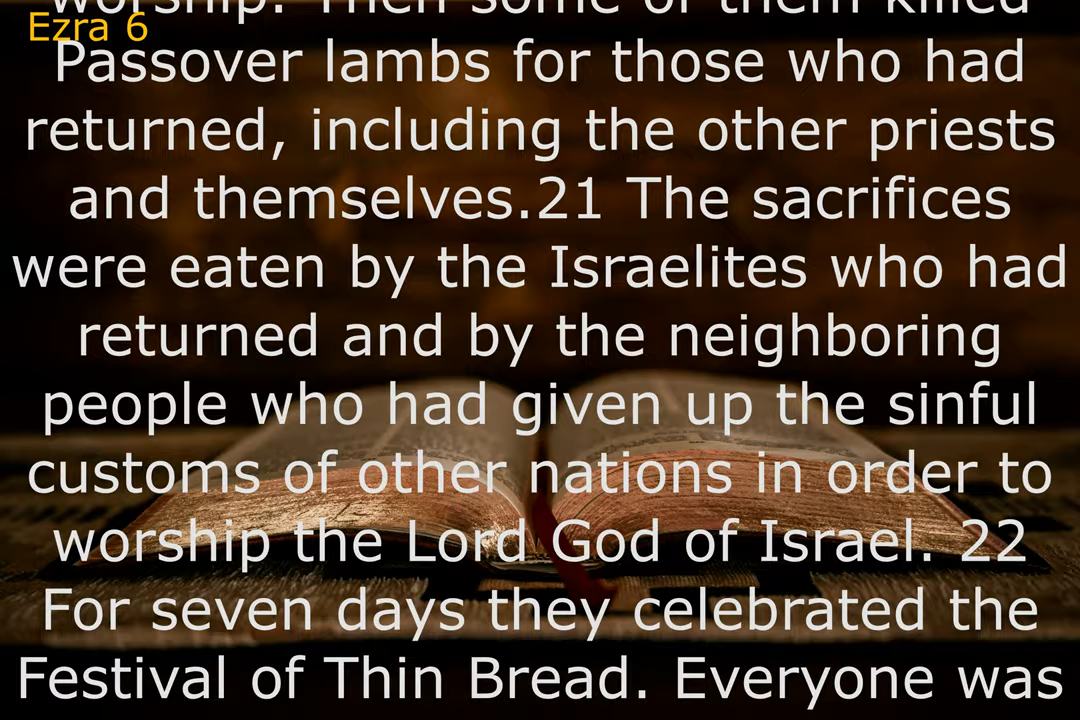 worship. Then some of them killed
Ezra 6
Passover lambs for those who had
returned, including the other priests
and themselves.21 The sacrifices
were eaten by the Israelites who had
returned and by the neighboring
people who had given up the sinful
customs of other nations in order to
worship the Lord God of Israel. 22
For seven days they celebrated the
Festival of Thin Bread. Everyone was